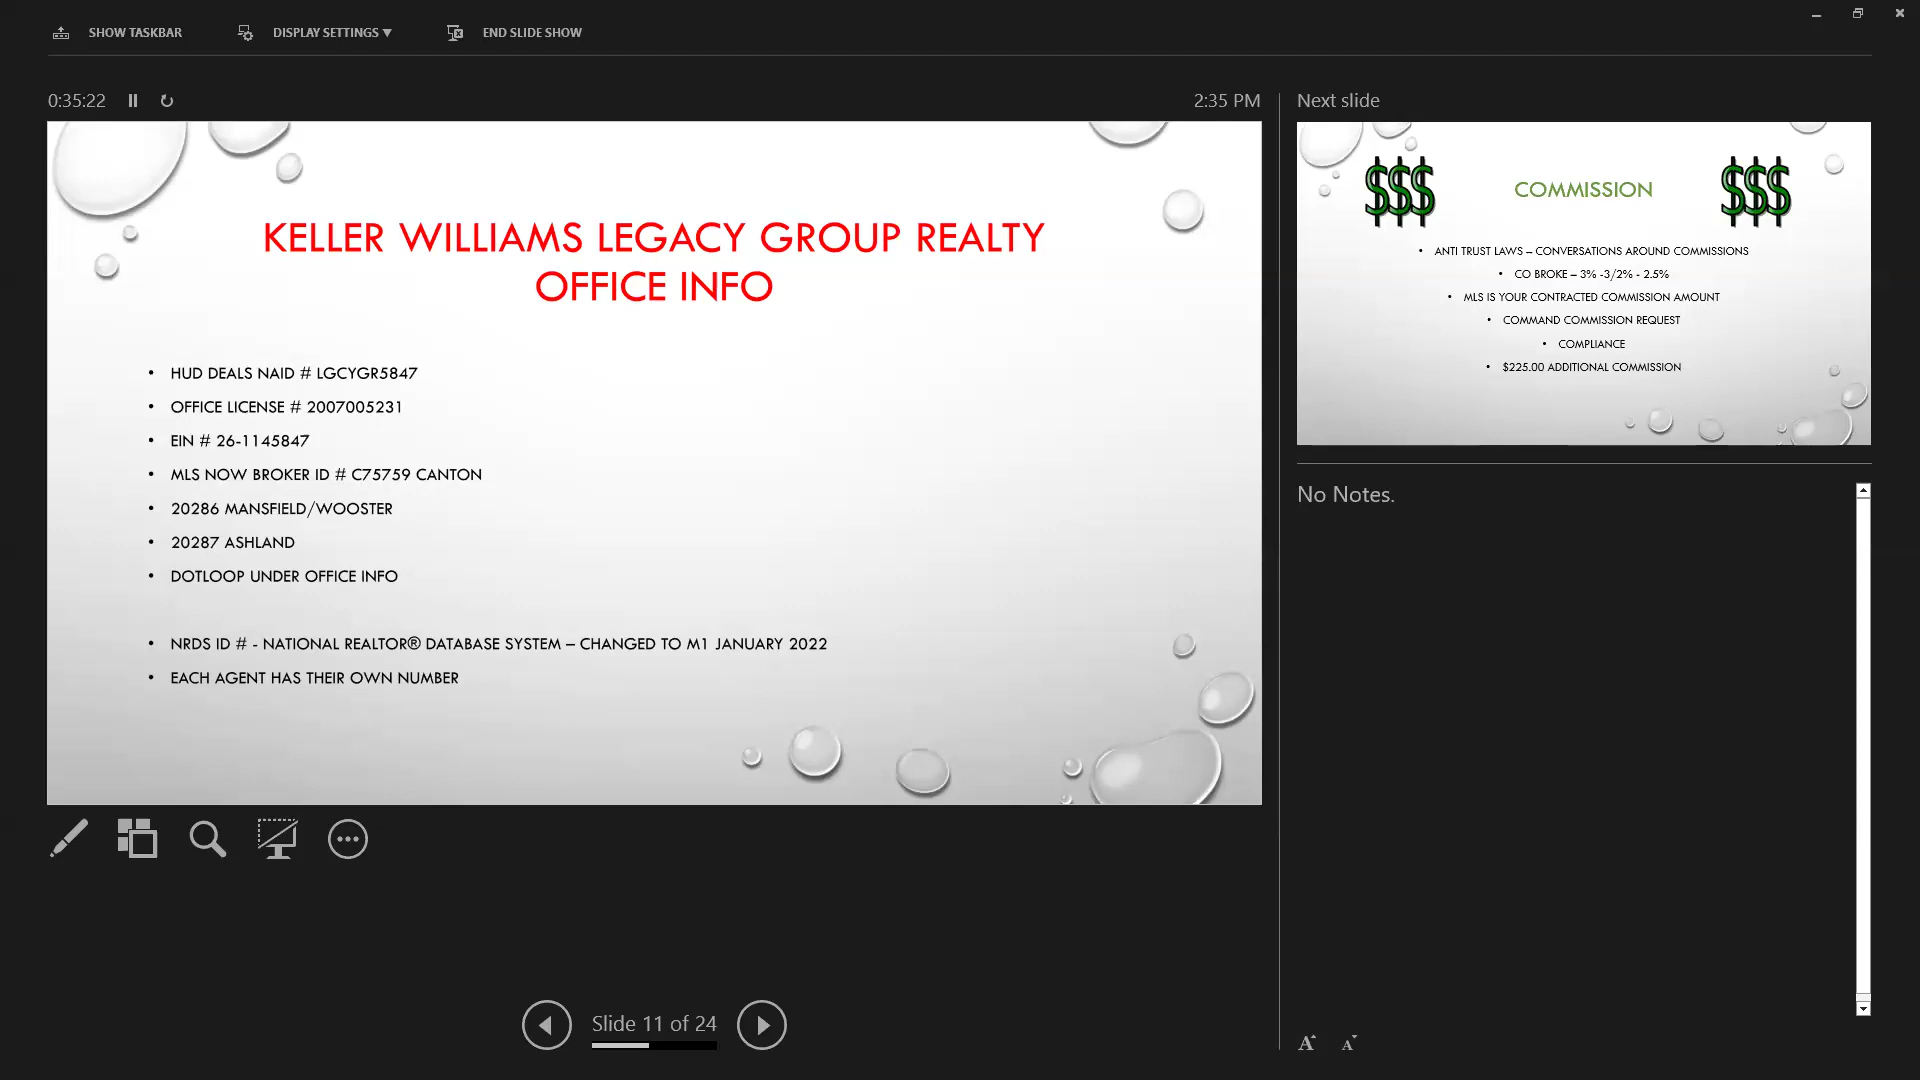 SHOW TASKBAR
DISPLAY SETTINGS ▼
END SLIDE SHOW
0:35:22
2:35 PM
KELLER WILLIAMS LEGACY GROUP REALTY
OFFICE INFO
• HUD DEALS NAID # LGCYGR5847
• OFFICE LICENSE # 2007005231
• EIN # 26-1145847
• MLS NOW BROKER ID # C75759 CANTON
• 20286 MANSFIELD/WOOSTER
• 20287 ASHLAND
• DOTLOOP UNDER OFFICE INFO
• NRDS ID # - NATIONAL REALTOR® DATABASE SYSTEM – CHANGED TO M1 JANUARY 2022
• EACH AGENT HAS THEIR OWN NUMBER
Slide 11 of 24
Next slide
$$$ COMMISSION $$$
• ANTI TRUST LAWS – CONVERSATIONS AROUND COMMISSIONS
• CO BROKE – 3% -3/2% - 2.5%
• MLS IS YOUR CONTRACTED COMMISSION AMOUNT
• COMMAND COMMISSION REQUEST
• COMPLIANCE
• $225.00 ADDITIONAL COMMISSION
No Notes.
A A